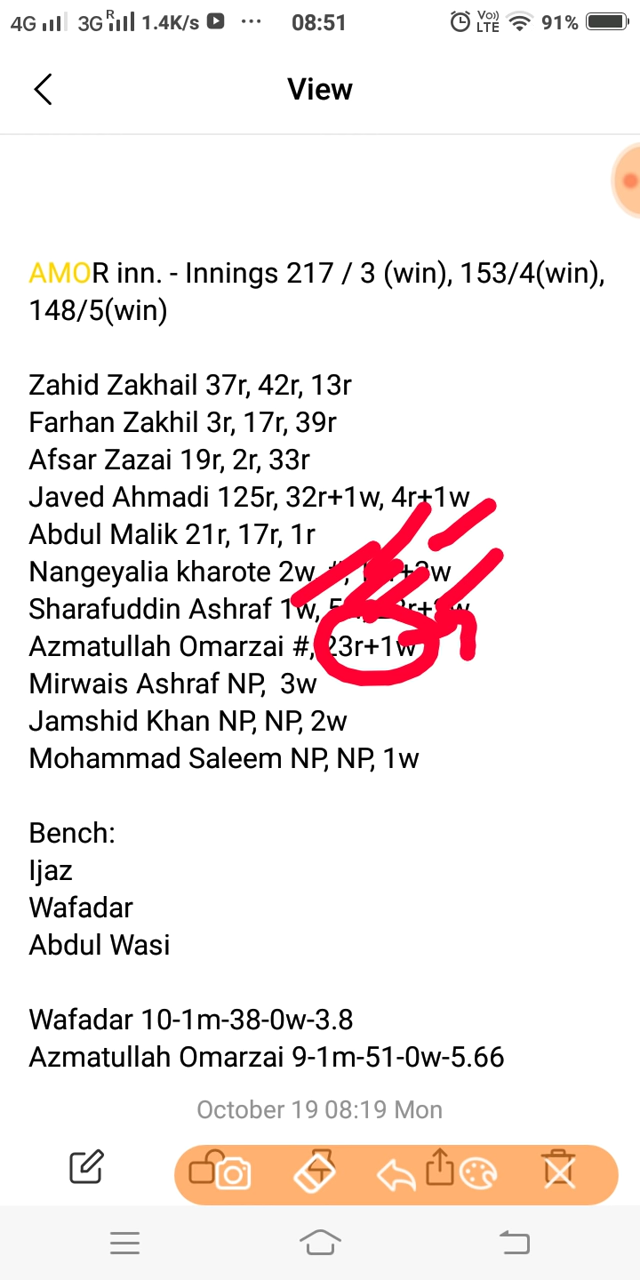 4G 3G R 1.4K/s ··· 08:51 Vo)) LTE 91%
View
AMOR inn. - Innings 217 / 3 (win), 153/4(win),
148/5(win)
Zahid Zakhail 37r, 42r, 13r
Farhan Zakhil 3r, 17r, 39r
Afsar Zazai 19r, 2r, 33r
Javed Ahmadi 125r, 32r+1w, 4r+1w
Abdul Malik 21r, 17r, 1r
Nangeyalia kharote 2w
Sharafuddin Ashraf 1w,
Azmatullah Omarzai #, 23r+1w
Mirwais Ashraf NP, 3w
Jamshid Khan NP, NP, 2w
Mohammad Saleem NP, NP, 1w
Bench:
Ijaz
Wafadar
Abdul Wasi
Wafadar 10-1m-38-0w-3.8
Azmatullah Omarzai 9-1m-51-0w-5.66
October 19 08:19 Mon